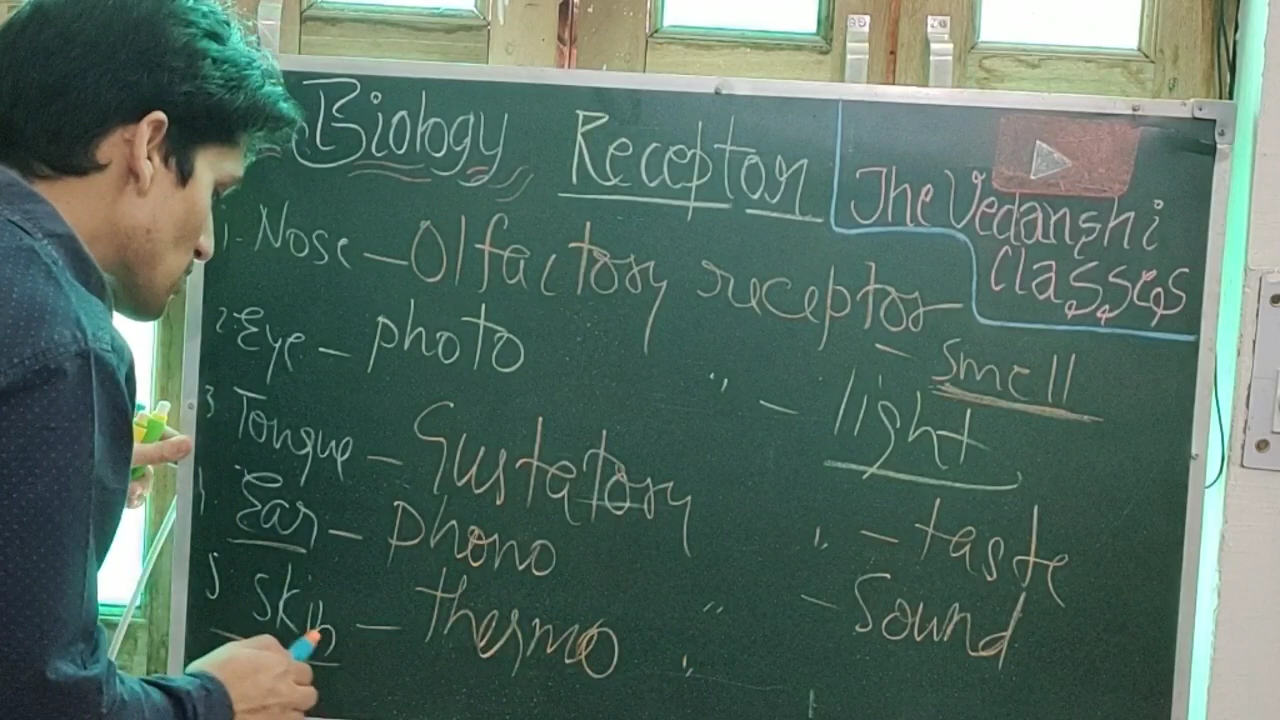 Biology Receptor
The Vedanshi
Classes
1. Nose – Olfactory receptor – Smell
2. Eye – photo " – light
3 Tongue – Gustatory " – taste
Ear – phono " – Sound
5 Skin – thermo "